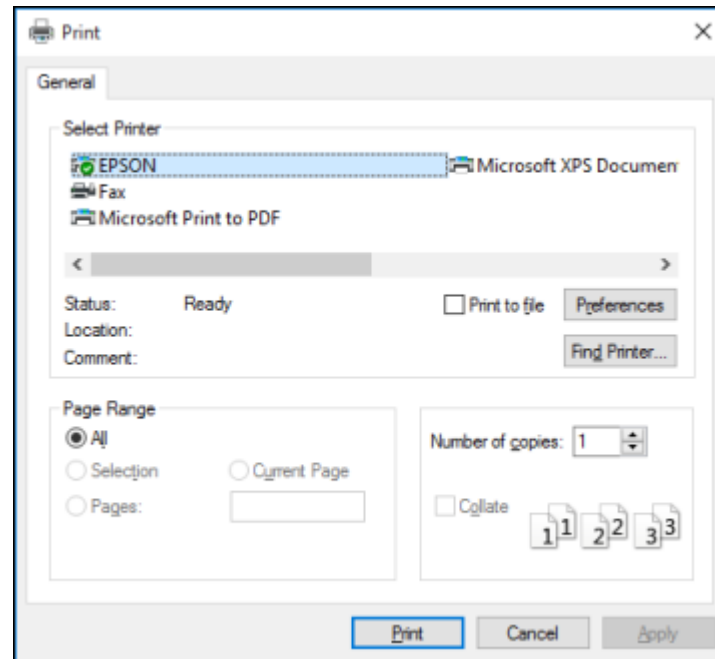 Print
General
Select Printer
EPSON Microsoft XPS Documen
Fax
Microsoft Print to PDF
Status: Ready Print to file Preferences
Location:
Comment: Find Printer...
Page Range
All Number of copies: 1
Selection Current Page
Pages: Collate
1 1 2 2 3 3
Print Cancel Apply